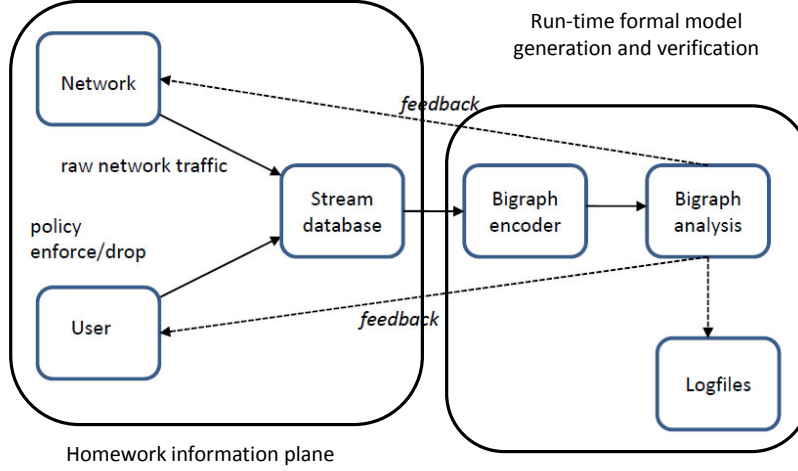 Run-time formal model
generation and verification
Network
feedback
raw network traffic
Stream
database
Bigraph
encoder
Bigraph
analysis
policy
enforce/drop
User
feedback
Logfiles
Homework information plane